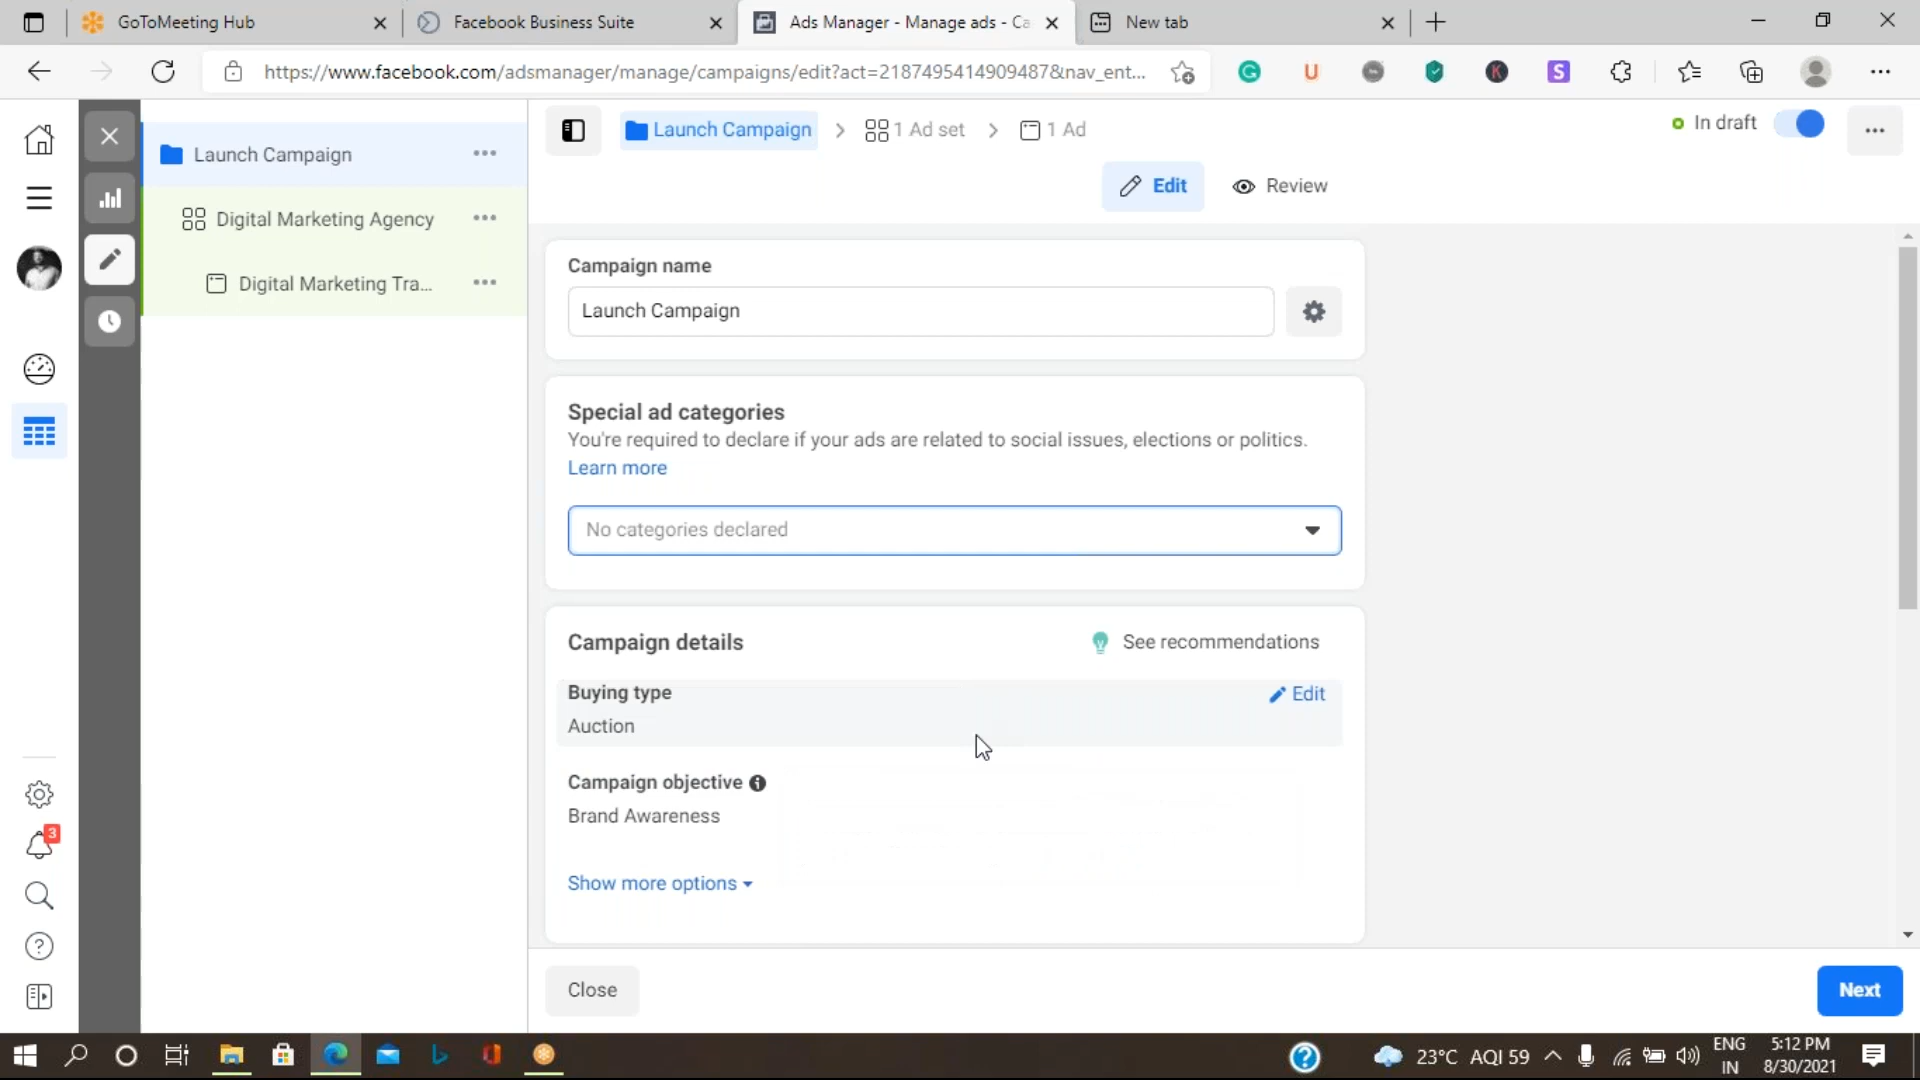 GoToMeeting Hub
Facebook Business Suite
Ads Manager - Manage ads - Ca
New tab
https://www.facebook.com/adsmanager/manage/campaigns/edit?act=2187495414909487&nav_ent...
U
K
S
Launch Campaign
Digital Marketing Agency
Digital Marketing Tra...
Launch Campaign
1 Ad set
1 Ad
In draft
Edit
Review
Campaign name
Launch Campaign
Special ad categories
You're required to declare if your ads are related to social issues, elections or politics.
Learn more
No categories declared
Campaign details
See recommendations
Buying type
Edit
Auction
Campaign objective
Brand Awareness
Show more options
3
Close
Next
23°C AQI 59
ENG
IN
5:12 PM
8/30/2021